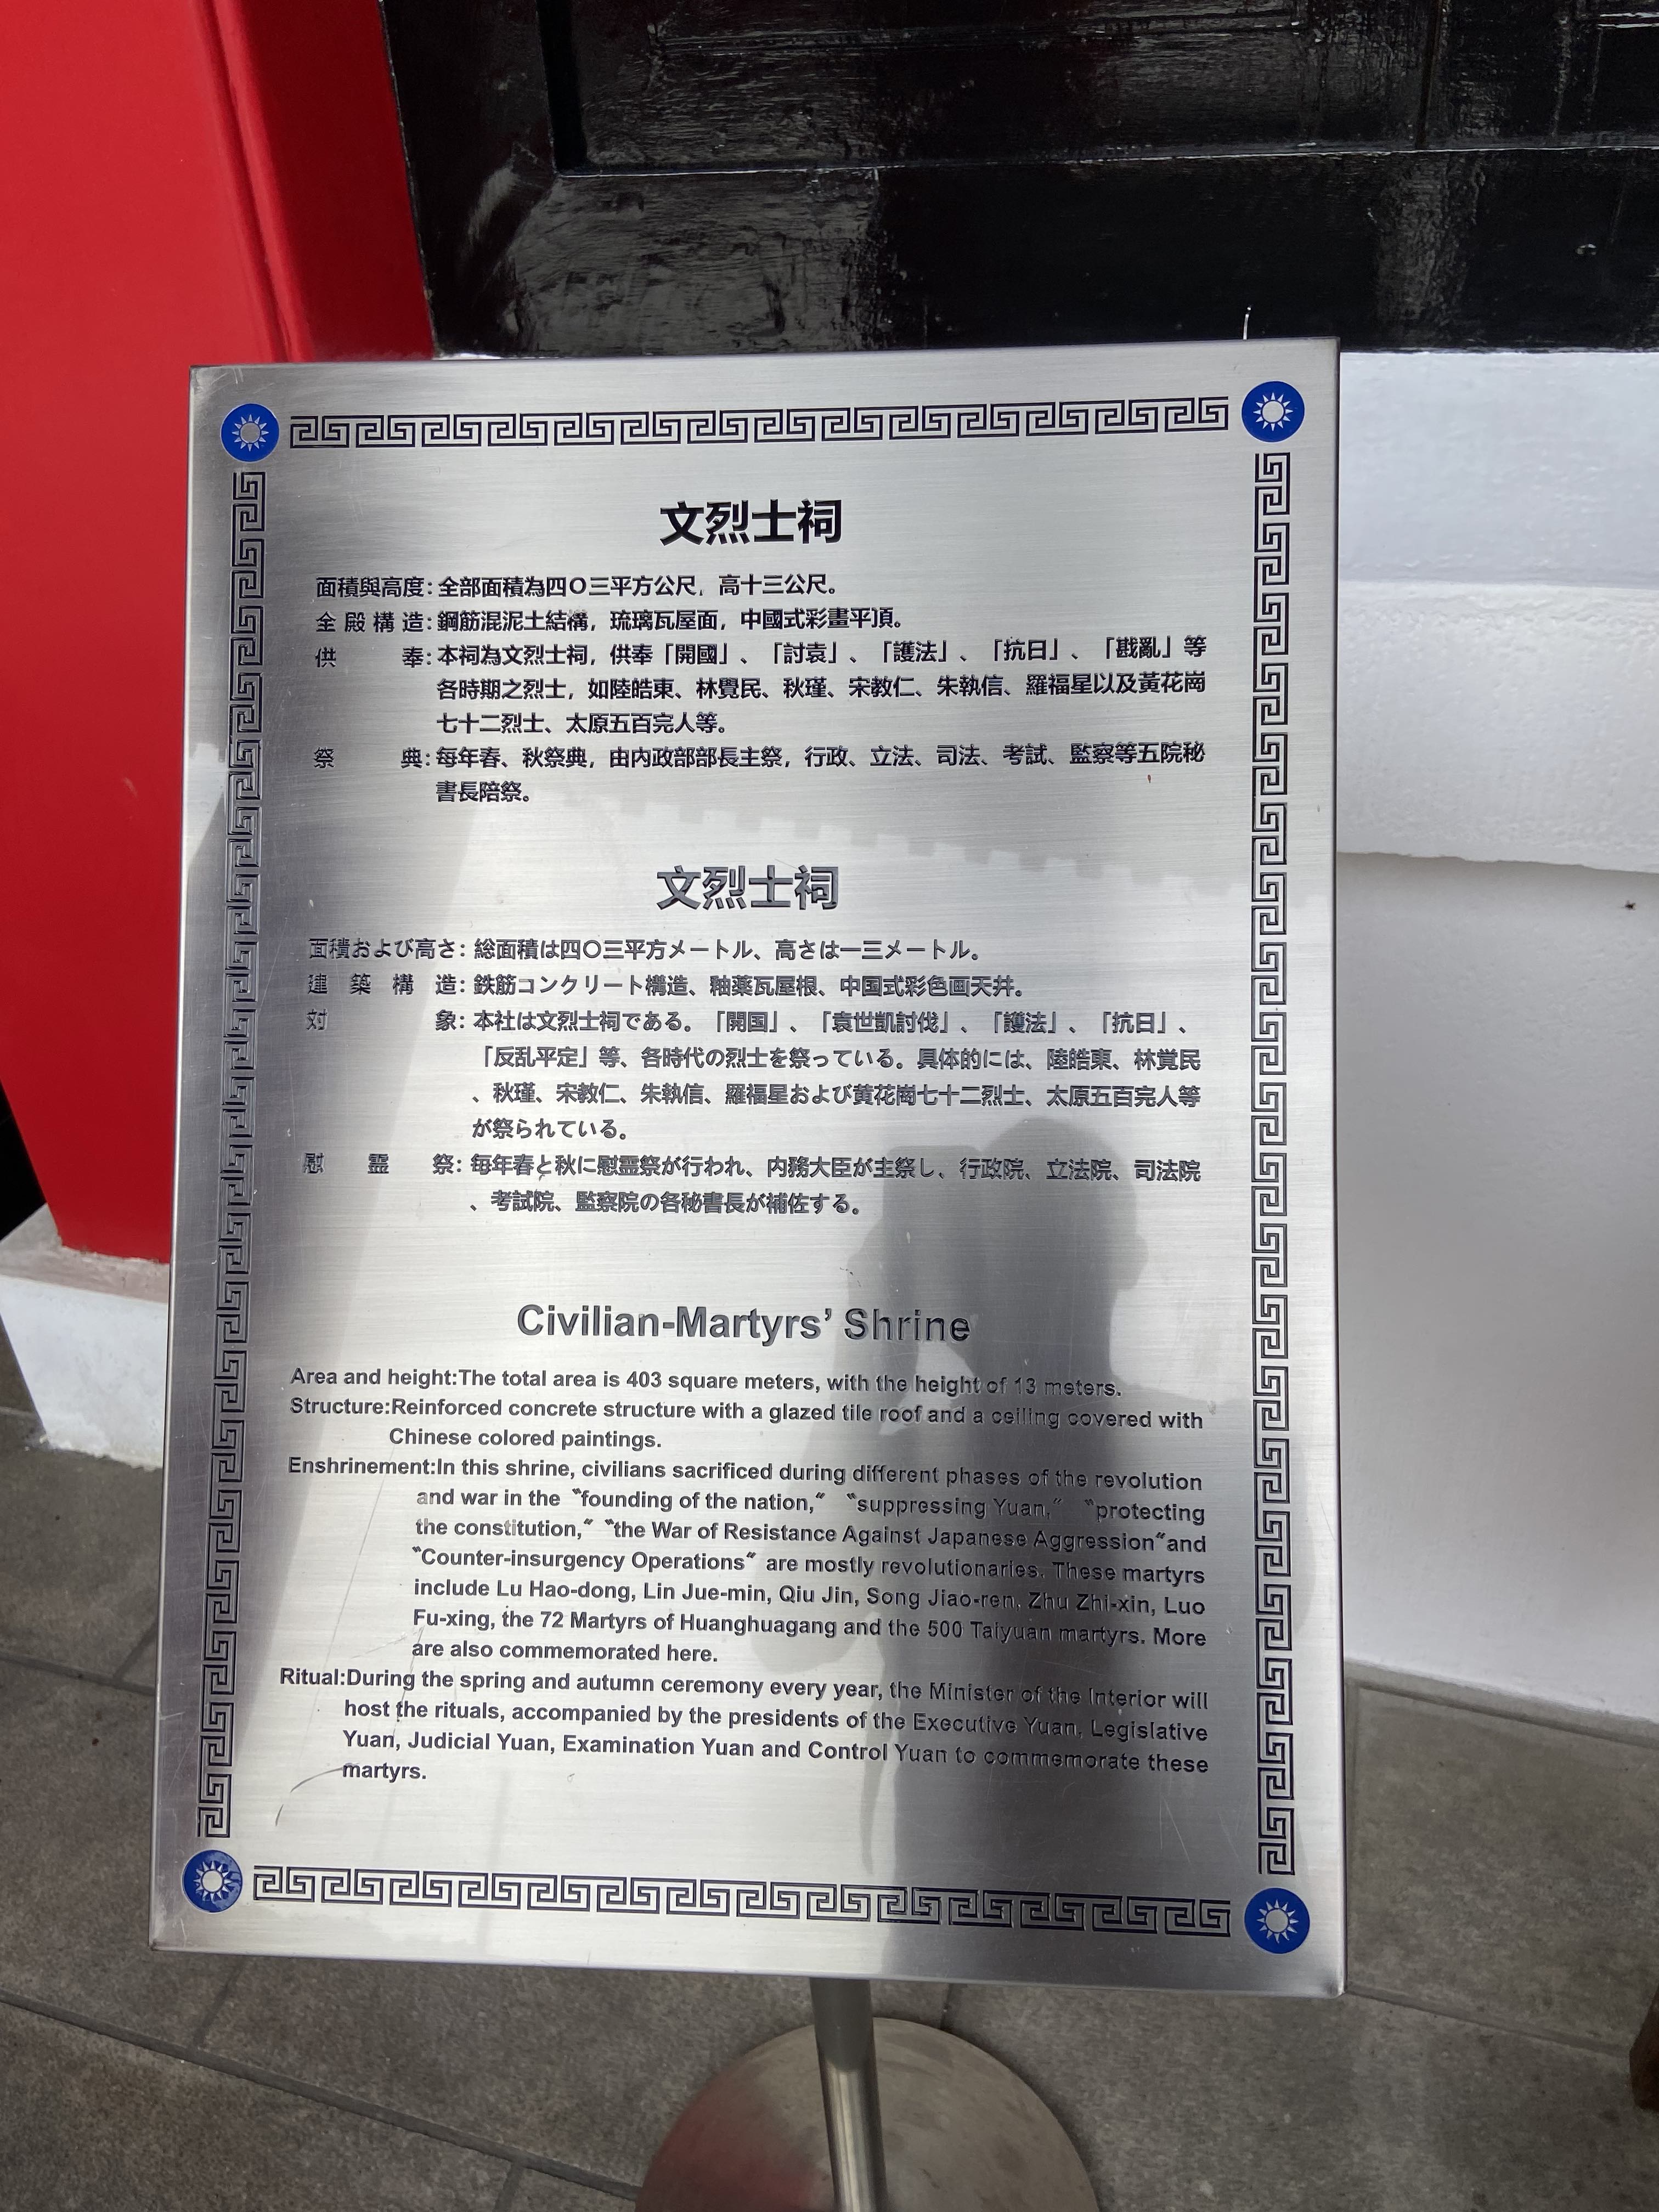 文烈士祠
面積與高度：全部面積為四〇三平方公尺，高十三公尺。
全殿構造：鋼筋混泥土結構，琉璃瓦屋面，中國式彩畫平頂。
供奉：本祠為文烈士祠，供奉「開國」、「討袁」、「護法」、「抗日」、「戡亂」等
各時期之烈士，如陸皓東、林覺民、秋瑾、宋教仁、朱執信、羅福星以及黃花崗
七十二烈士、太原五百完人等。
祭典：每年春、秋祭典，由內政部部長主祭，行政、立法、司法、考試、監察等五院秘
書長陪祭。
文烈士祠
面積および高さ：総面積は四〇三平方メートル、高さは一三メートル。
建築構造：鉄筋コンクリート構造、釉薬瓦屋根、中国式彩色画天井。
対象：本社は文烈士祠である。「開国」、「袁世凱討伐」、「護法」、「抗日」、
「反乱平定」等、各時代の烈士を祭っている。具体的には、陸皓東、林覚民
、秋瑾、宋教仁、朱執信、羅福星および黄花崗七十二烈士、太原五百完人等
が祭られている。
慰霊祭：毎年春と秋に慰霊祭が行われ、内務大臣が主祭し、行政院、立法院、司法院
、考試院、監察院の各秘書長が補佐する。
Civilian-Martyrs’ Shrine
Area and height:The total area is 403 square meters, with the height of 13 meters.
Structure:Reinforced concrete structure with a glazed tile roof and a ceiling covered with
Chinese colored paintings.
Enshrinement:In this shrine, civilians sacrificed during different phases of the revolution
and war in the “founding of the nation,” “suppressing Yuan,” “protecting
the constitution,” “the War of Resistance Against Japanese Aggression”and
“Counter-insurgency Operations” are mostly revolutionaries. These martyrs
include Lu Hao-dong, Lin Jue-min, Qiu Jin, Song Jiao-ren, Zhu Zhi-xin, Luo
Fu-xing, the 72 Martyrs of Huanghuagang and the 500 Taiyuan martyrs. More
are also commemorated here.
Ritual:During the spring and autumn ceremony every year, the Minister of the Interior will
host the rituals, accompanied by the presidents of the Executive Yuan, Legislative
Yuan, Judicial Yuan, Examination Yuan and Control Yuan to commemorate these
martyrs.